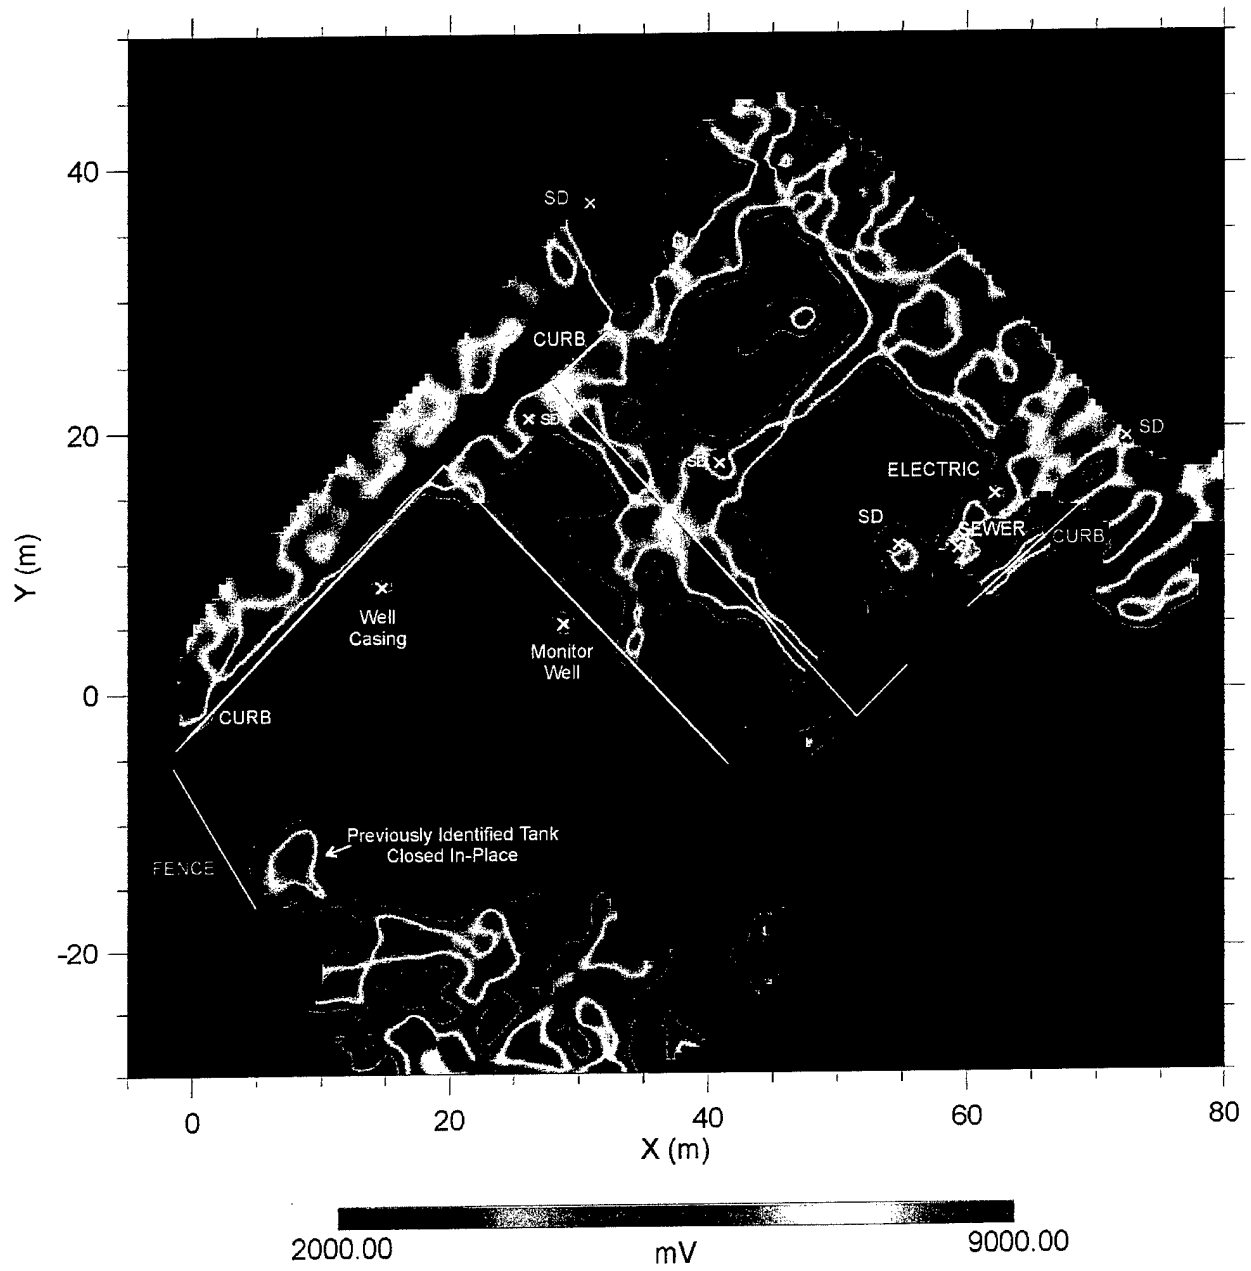 40
20
0
-20
Y (m)
SD
CURB
SD
SD
SD
ELECTRIC
SD
SEWER
CURB
Well
Casing
Monitor
Well
CURB
Previously Identified Tank
Closed In-Place
FENCE
0
20
40
60
80
X (m)
2000.00
mV
9000.00